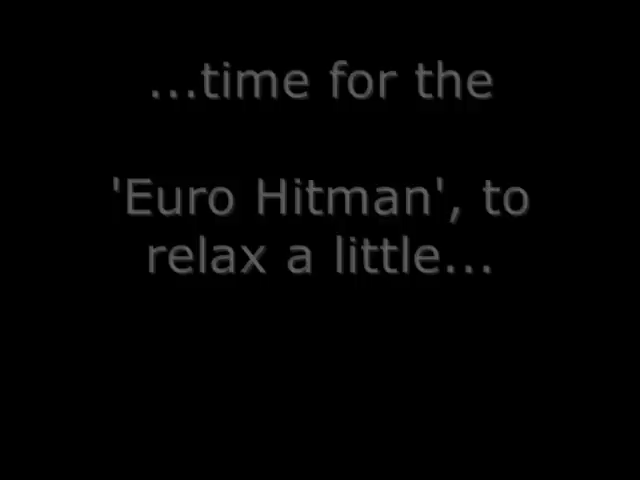 ...time for the
'Euro Hitman', to
relax a little...